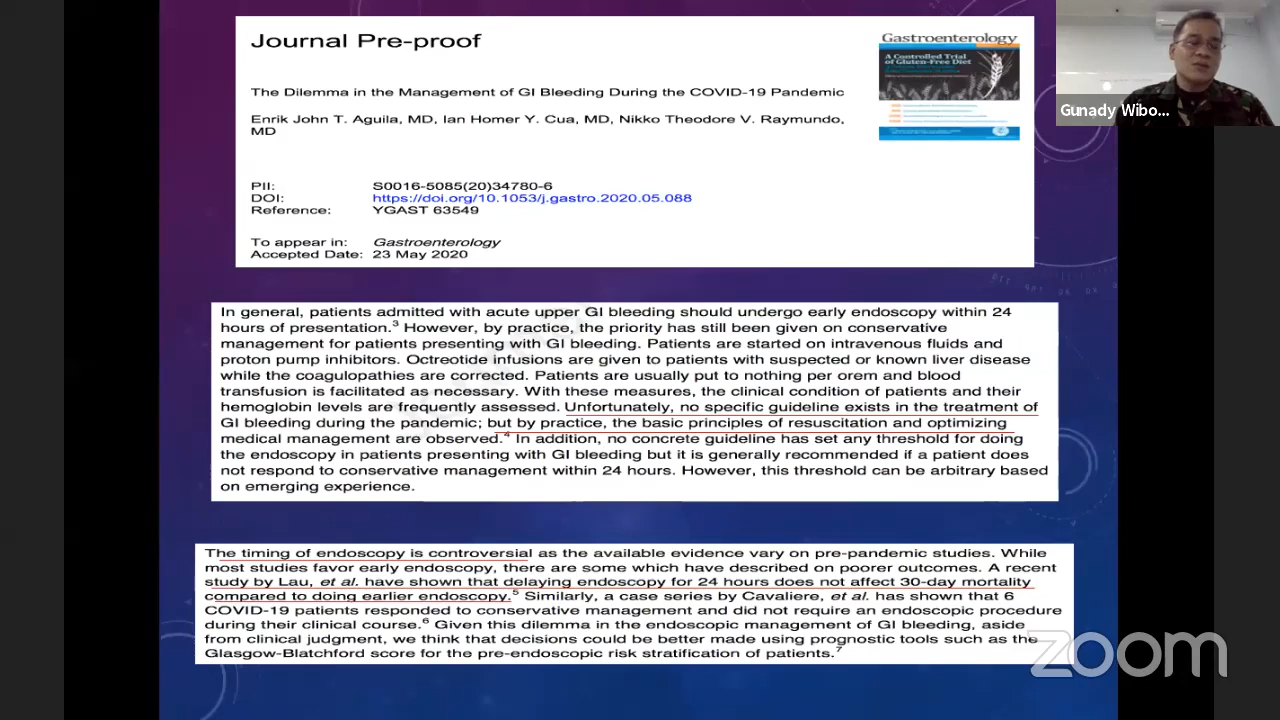 Journal Pre-proof
Gastroenterology
A Controlled Trial
of Gluten-Free Diet
The Dilemma in the Management of GI Bleeding During the COVID-19 Pandemic
Enrik John T. Aguila, MD, Ian Homer Y. Cua, MD, Nikko Theodore V. Raymundo,
MD
PII: S0016-5085(20)34780-6
DOI: https://doi.org/10.1053/j.gastro.2020.05.088
Reference: YGAST 63549
To appear in: Gastroenterology
Accepted Date: 23 May 2020
Gunady Wibo...
In general, patients admitted with acute upper GI bleeding should undergo early endoscopy within 24
hours of presentation.3 However, by practice, the priority has still been given on conservative
management for patients presenting with GI bleeding. Patients are started on intravenous fluids and
proton pump inhibitors. Octreotide infusions are given to patients with suspected or known liver disease
while the coagulopathies are corrected. Patients are usually put to nothing per orem and blood
transfusion is facilitated as necessary. With these measures, the clinical condition of patients and their
hemoglobin levels are frequently assessed. Unfortunately, no specific guideline exists in the treatment of
GI bleeding during the pandemic; but by practice, the basic principles of resuscitation and optimizing
medical management are observed.4 In addition, no concrete guideline has set any threshold for doing
the endoscopy in patients presenting with GI bleeding but it is generally recommended if a patient does
not respond to conservative management within 24 hours. However, this threshold can be arbitrary based
on emerging experience.
The timing of endoscopy is controversial as the available evidence vary on pre-pandemic studies. While
most studies favor early endoscopy, there are some which have described on poorer outcomes. A recent
study by Lau, et al. have shown that delaying endoscopy for 24 hours does not affect 30-day mortality
compared to doing earlier endoscopy.5 Similarly, a case series by Cavaliere, et al. has shown that 6
COVID-19 patients responded to conservative management and did not require an endoscopic procedure
during their clinical course.6 Given this dilemma in the endoscopic management of GI bleeding, aside
from clinical judgment, we think that decisions could be better made using prognostic tools such as the
Glasgow-Blatchford score for the pre-endoscopic risk stratification of patients.7
zoom